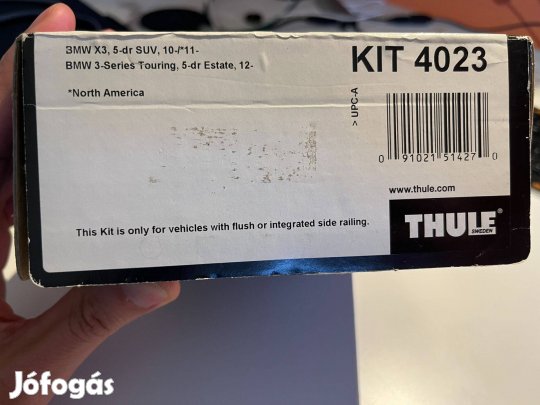 BMW X3, 5-dr SUV, 10-/*11-
BMW 3-Series Touring, 5-dr Estate, 12-
*North America
KIT 4023
> UPC-A
0 91021 51427 0
www.thule.com
This Kit is only for vehicles with flush or integrated side railing.
THULE
SWEDEN
Jófogás